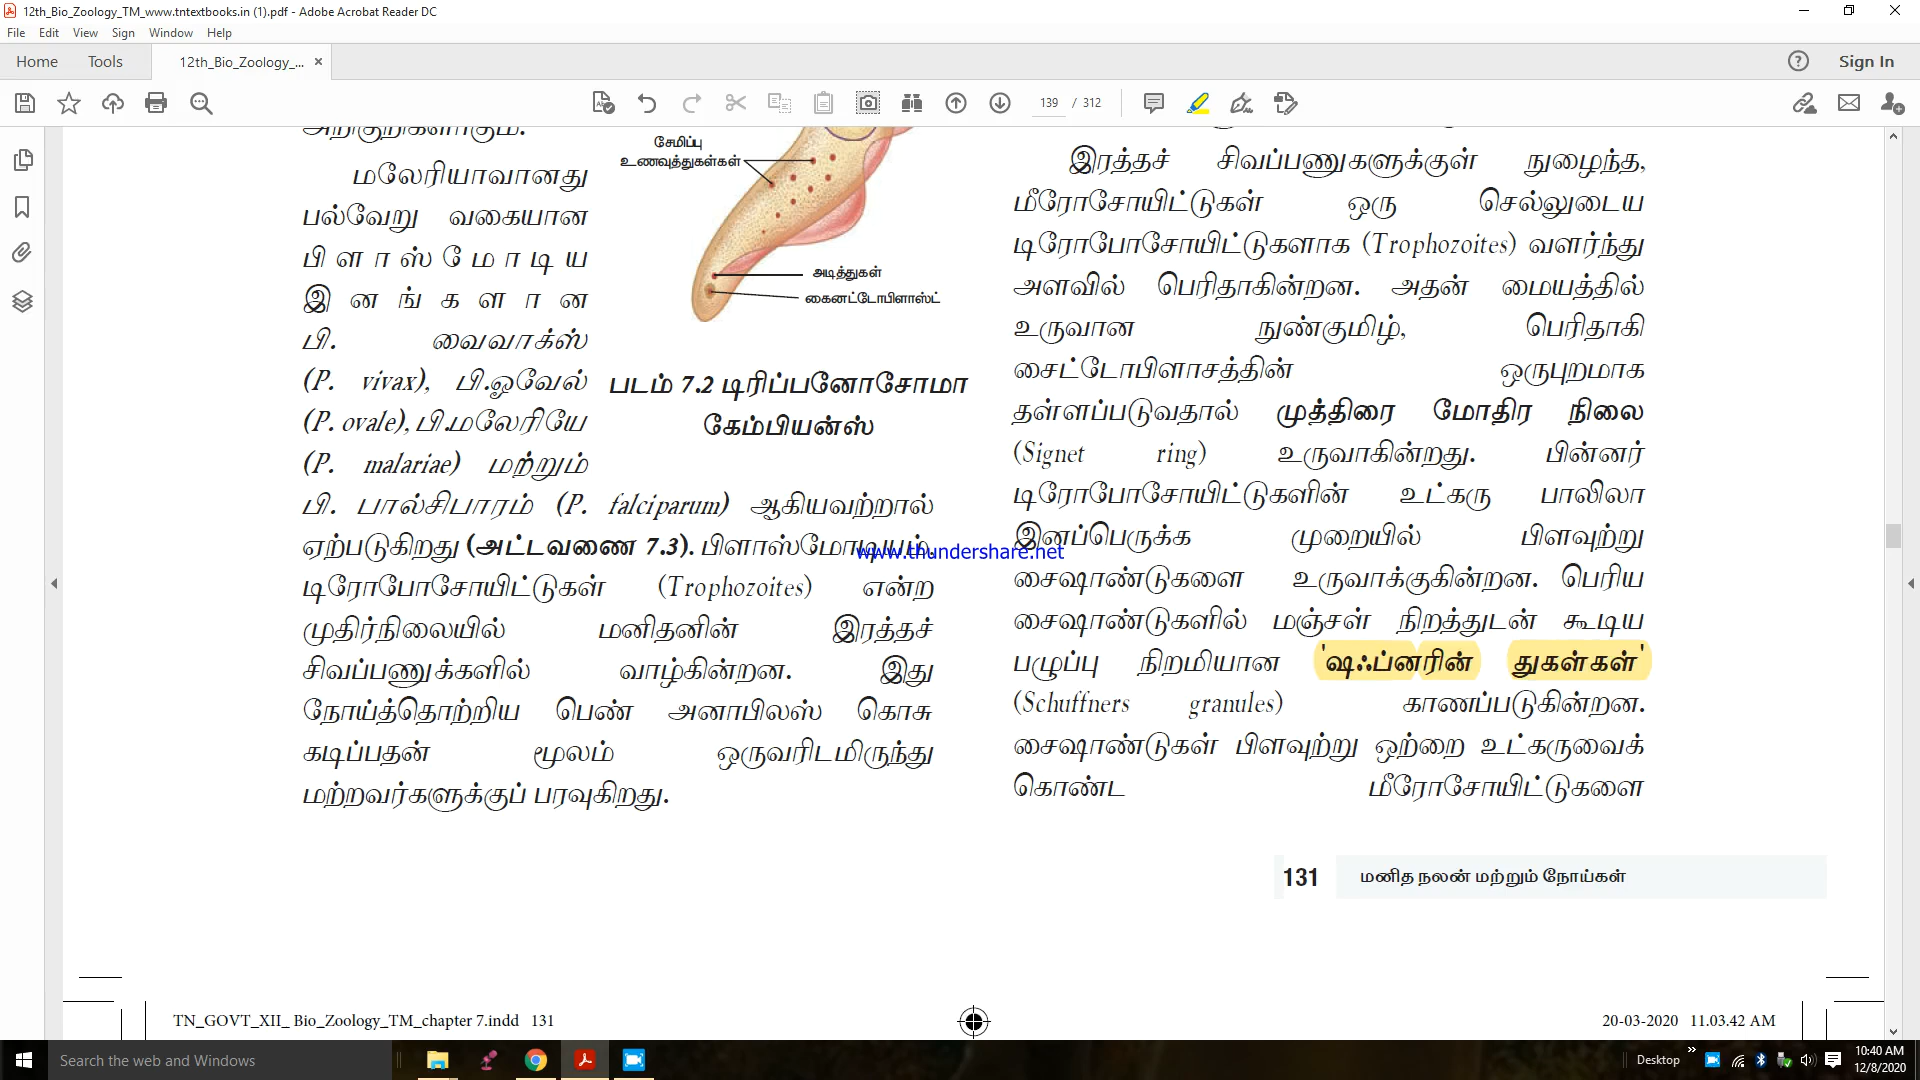 12th_Bio_Zoology_TM_www.tntextbooks.in (1).pdf - Adobe Acrobat Reader DC
File Edit View Sign Window Help
Home Tools 12th_Bio_Zoology_... × Sign In
139 / 312
அறிகுறிகளாகும்.
மலேரியாவானது
பல்வேறு வகையான
பிளாஸ்மோடிய
இனங்களான
பி. வைவாக்ஸ்
(P. vivax), பி.ஓவேல்
(P. ovale), பி.மலேரியே
(P. malariae) மற்றும்
பி. பால்சிபாரம் (P. falciparum) ஆகியவற்றால்
ஏற்படுகிறது (அட்டவணை 7.3). பிளாஸ்மோடியம்,
டிரோபோசோயிட்டுகள் (Trophozoites) என்ற
முதிர்நிலையில் மனிதனின் இரத்தச்
சிவப்பணுக்களில் வாழ்கின்றன. இது
நோய்த்தொற்றிய பெண் அனாபிலஸ் கொசு
கடிப்பதன் மூலம் ஒருவரிடமிருந்து
மற்றவர்களுக்குப் பரவுகிறது.
சேமிப்பு
உணவுத்துகள்கள்
அடித்துகள்
கைனட்டோபிளாஸ்ட்
படம் 7.2 டிரிப்பனோசோமா
கேம்பியன்ஸ்
www.thundershare.net
இரத்தச் சிவப்பணுகளுக்குள் நுழைந்த,
மீரோசோயிட்டுகள் ஒரு செல்லுடைய
டிரோபோசோயிட்டுகளாக (Trophozoites) வளர்ந்து
அளவில் பெரிதாகின்றன. அதன் மையத்தில்
உருவான நுண்குமிழ், பெரிதாகி
சைட்டோபிளாசத்தின் ஒருபுறமாக
தள்ளப்படுவதால் முத்திரை மோதிர நிலை
(Signet ring) உருவாகின்றது. பின்னர்
டிரோபோசோயிட்டுகளின் உட்கரு பாலிலா
இனப்பெருக்க முறையில் பிளவுற்று
சைஷாண்டுகளை உருவாக்குகின்றன. பெரிய
சைஷாண்டுகளில் மஞ்சள் நிறத்துடன் கூடிய
பழுப்பு நிறமியான 'ஷஃப்னரின் துகள்கள்'
(Schuffners granules) காணப்படுகின்றன.
சைஷாண்டுகள் பிளவுற்று ஒற்றை உட்கருவைக்
கொண்ட மீரோசோயிட்டுகளை
131 மனித நலன் மற்றும் நோய்கள்
TN_GOVT_XII_ Bio_Zoology_TM_chapter 7.indd 131
20-03-2020 11.03.42 AM
Search the web and Windows
Desktop
10:40 AM
12/8/2020